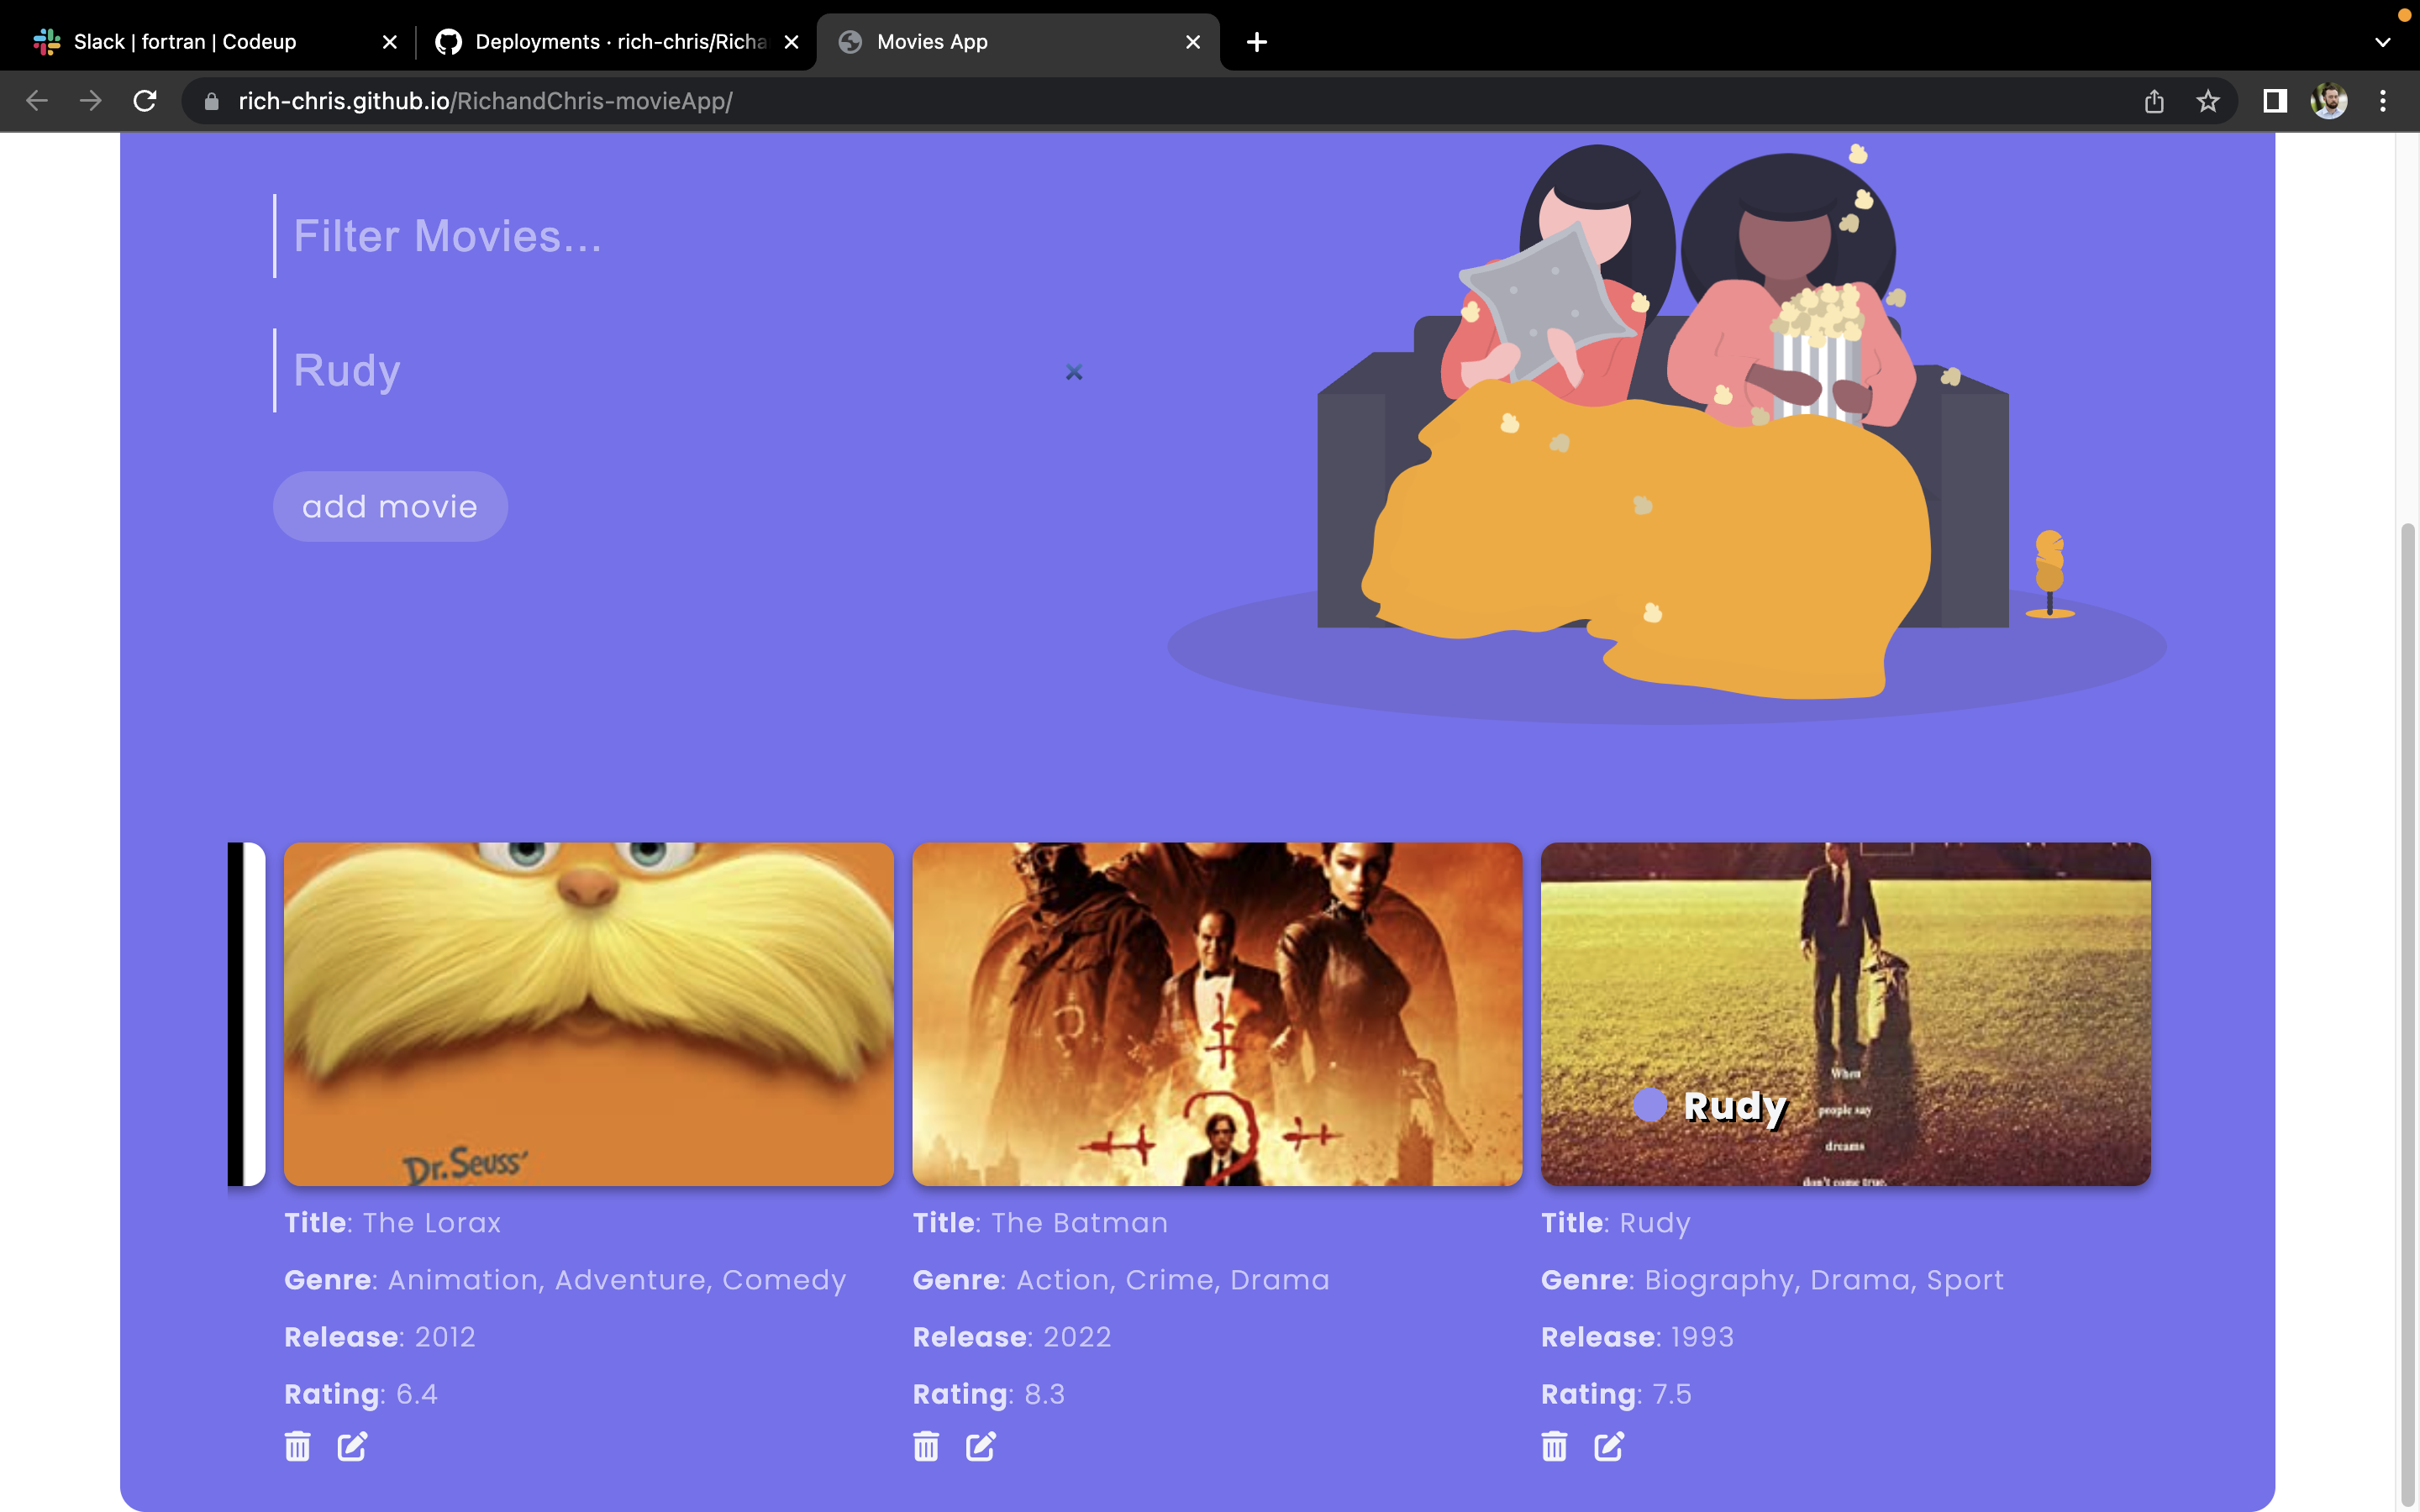 Slack | fortran | Codeup
Deployments · rich-chris/Richa
Movies App
rich-chris.github.io/RichandChris-movieApp/
Filter Movies...
Rudy
add movie
Dr. Seuss'
When
people say
dreams
don't come true,
Rudy
Title: The Lorax
Genre: Animation, Adventure, Comedy
Release: 2012
Rating: 6.4
Title: The Batman
Genre: Action, Crime, Drama
Release: 2022
Rating: 8.3
Title: Rudy
Genre: Biography, Drama, Sport
Release: 1993
Rating: 7.5